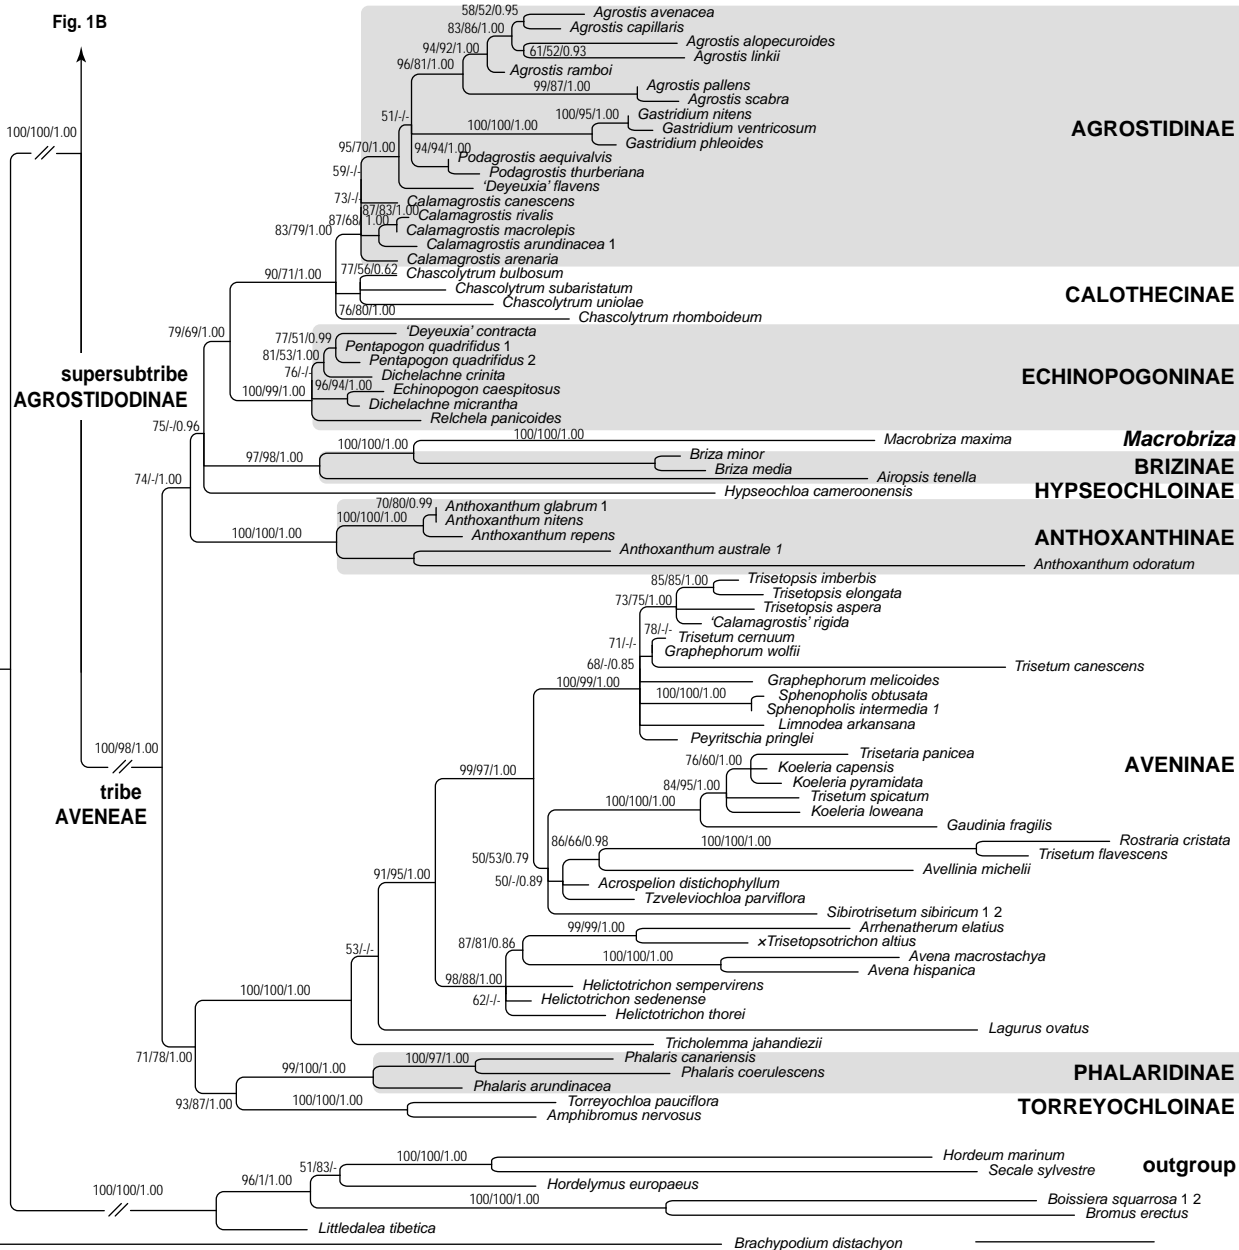 Fig. 1B
58/52/0.95
Agrostis avenacea
83/86/1.00
Agrostis capillaris
94/92/1.00
Agrostis alopecuroides
61/52/0.93
Agrostis linkii
96/81/1.00
Agrostis ramboi
99/87/1.00
Agrostis pallens
Agrostis scabra
51/-/-
100/95/1.00
Gastridium nitens
100/100/1.00
Gastridium ventricosum
AGROSTIDINAE
100/100/1.00
Gastridium phleoides
95/70/1.00
94/94/1.00
Podagrostis aequivalvis
59/-/-
Podagrostis thurberiana
'Deyeuxia' flavens
73/-/-
Calamagrostis canescens
87/83/1.00
Calamagrostis rivalis
87/68/1.00
83/79/1.00
Calamagrostis macrolepis
Calamagrostis arundinacea 1
Calamagrostis arenaria
90/71/1.00
77/56/0.62
Chascolytrum bulbosum
Chascolytrum subaristatum
CALOTHECINAE
Chascolytrum uniolae
76/80/1.00
Chascolytrum rhomboideum
79/69/1.00
77/51/0.99
'Deyeuxia' contracta
Pentapogon quadrifidus 1
81/53/1.00
Pentapogon quadrifidus 2
supersubtribe
AGROSTIDODINAE
76/-/-
Dichelachne crinita
ECHINOPOGONINAE
100/99/1.00
96/94/1.00
Echinopogon caespitosus
Dichelachne micrantha
Relchela panicoides
75/-/0.96
100/100/1.00
Macrobriza maxima
Macrobriza
100/100/1.00
97/98/1.00
Briza minor
Briza media
BRIZINAE
74/-/1.00
Airopsis tenella
Hypseochloa cameroonensis
HYPSEOCHLOINAE
70/80/0.99
Anthoxanthum glabrum 1
100/100/1.00
Anthoxanthum nitens
100/100/1.00
Anthoxanthum repens
ANTHOXANTHINAE
Anthoxanthum australe 1
Anthoxanthum odoratum
85/85/1.00
Trisetopsis imberbis
Trisetopsis elongata
73/75/1.00
Trisetopsis aspera
'Calamagrostis' rigida
71/-/-
78/-/-
Trisetum cernuum
Graphephorum wolfii
68/-/0.85
Trisetum canescens
100/99/1.00
Graphephorum melicoides
100/100/1.00
Sphenopholis obtusata
Sphenopholis intermedia 1
Limnodea arkansana
Peyritschia pringlei
100/98/1.00
tribe
AVENEAE
99/97/1.00
76/60/1.00
Trisetaria panicea
Koeleria capensis
AVENINAE
84/95/1.00
Koeleria pyramidata
100/100/1.00
Trisetum spicatum
Koeleria loweana
Gaudinia fragilis
86/66/0.98
100/100/1.00
Rostraria cristata
50/53/0.79
Trisetum flavescens
Avellinia michelii
91/95/1.00
50/-/0.89
Acrospelion distichophyllum
Tzveleviochloa parviflora
Sibirotrisetum sibiricum 1 2
99/99/1.00
Arrhenatherum elatius
87/81/0.86
×Trisetopsotrichon altius
53/-/-
100/100/1.00
Avena macrostachya
Avena hispanica
98/88/1.00
Helictotrichon sempervirens
62/-/-
Helictotrichon sedenense
100/100/1.00
Helictotrichon thorei
Lagurus ovatus
Tricholemma jahandiezii
71/78/1.00
100/97/1.00
Phalaris canariensis
99/100/1.00
Phalaris coerulescens
PHALARIDINAE
Phalaris arundinacea
93/87/1.00
100/100/1.00
Torreyochloa pauciflora
TORREYOCHLOINAE
Amphibromus nervosus
100/100/1.00
Hordeum marinum
outgroup
51/83/-
Secale sylvestre
96/1/1.00
Hordelymus europaeus
100/100/1.00
100/100/1.00
Boissiera squarrosa 1 2
Bromus erectus
Littledalea tibetica
Brachypodium distachyon